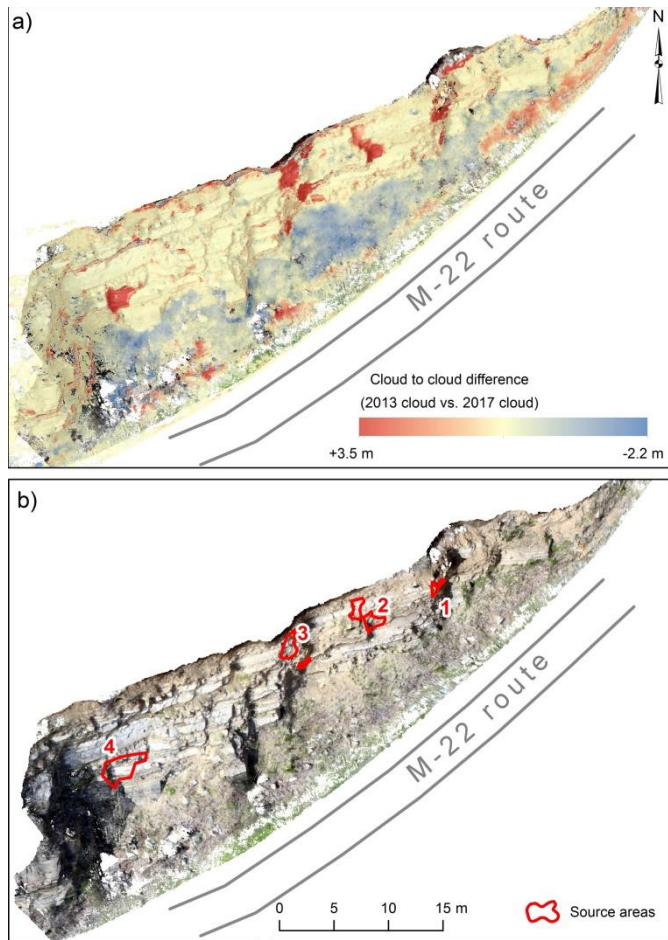 a)
N
M-22 route
Cloud to cloud difference
(2013 cloud vs. 2017 cloud)
+3.5 m
-2.2 m
b)
1
2
3
4
M-22 route
0 5 10 15 m
Source areas